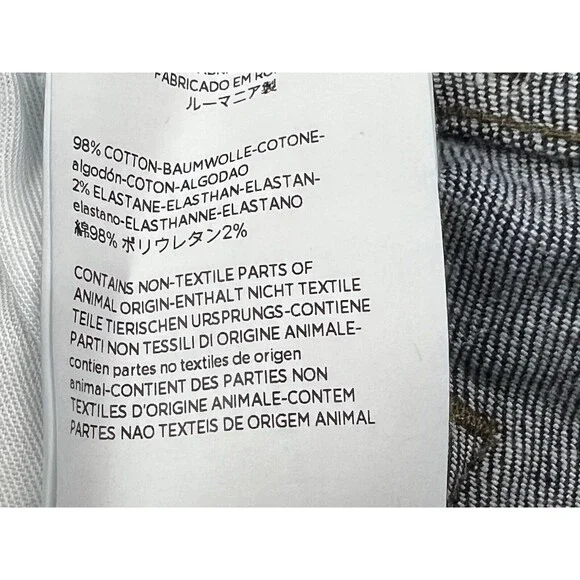 FABRICADO EM RO
ルーマニア製
98% COTTON-BAUMWOLLE-COTONE-
algodón-COTON-ALGODAO
2% ELASTANE-ELASTHAN-ELASTAN-
elastano-ELASTHANNE-ELASTANO
綿98% ポリウレタン2%
CONTAINS NON-TEXTILE PARTS OF
ANIMAL ORIGIN-ENTHALT NICHT TEXTILE
TEILE TIERISCHEN URSPRUNGS-CONTIENE
PARTI NON TESSILI DI ORIGINE ANIMALE-
contien partes no textiles de origen
animal-CONTIENT DES PARTIES NON
TEXTILES D'ORIGINE ANIMALE-CONTEM
PARTES NAO TEXTEIS DE ORIGEM ANIMAL